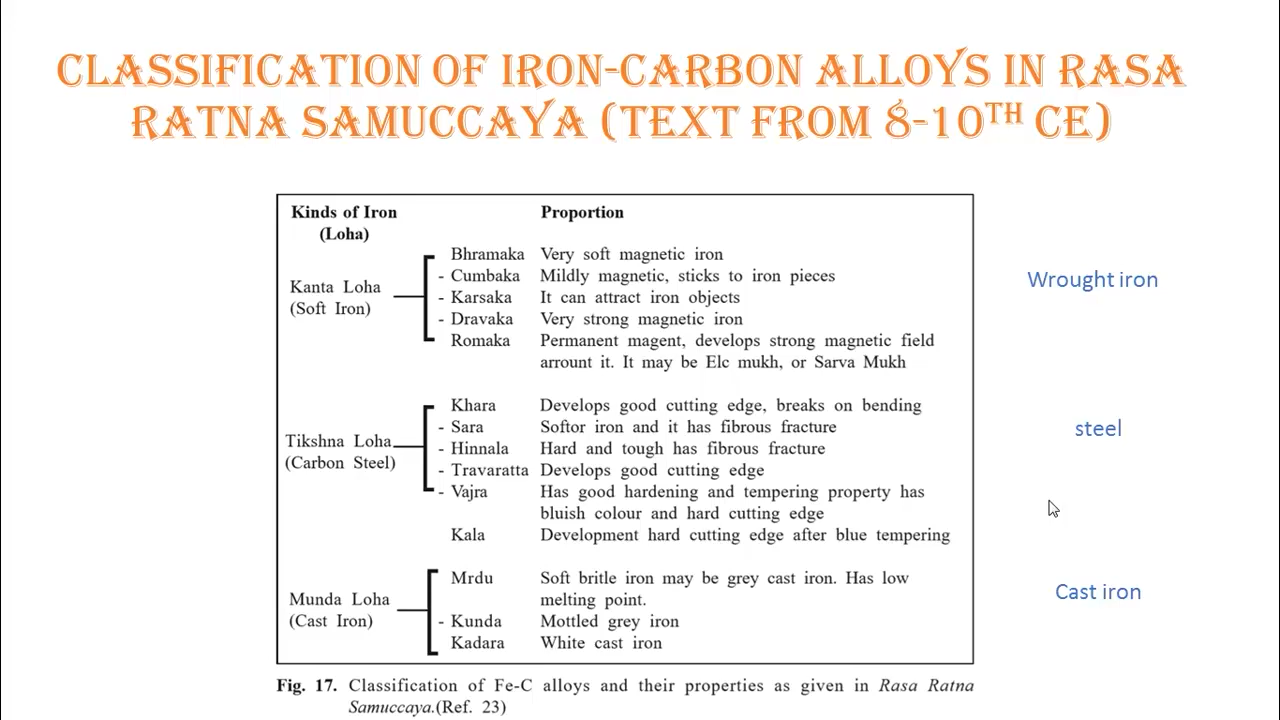 CLASSIFICATION OF IRON-CARBON ALLOYS IN RASA
RATNA SAMUCCAYA (TEXT FROM 8-10TH CE)
Kinds of Iron Proportion
(Loha)
Bhramaka Very soft magnetic iron
- Cumbaka Mildly magnetic, sticks to iron pieces
Kanta Loha - Karsaka It can attract iron objects
(Soft Iron) - Dravaka Very strong magnetic iron
Romaka Permanent magent, develops strong magnetic field
arrount it. It may be Elc mukh, or Sarva Mukh
Wrought iron
Khara Develops good cutting edge, breaks on bending
- Sara Softor iron and it has fibrous fracture
Tikshna Loha - Hinnala Hard and tough has fibrous fracture
(Carbon Steel) - Travaratta Develops good cutting edge
- Vajra Has good hardening and tempering property has
bluish colour and hard cutting edge
Kala Development hard cutting edge after blue tempering
steel
Mrdu Soft britle iron may be grey cast iron. Has low
melting point.
Munda Loha
(Cast Iron) - Kunda Mottled grey iron
Kadara White cast iron
Cast iron
Fig. 17. Classification of Fe-C alloys and their properties as given in Rasa Ratna
Samuccaya.(Ref. 23)